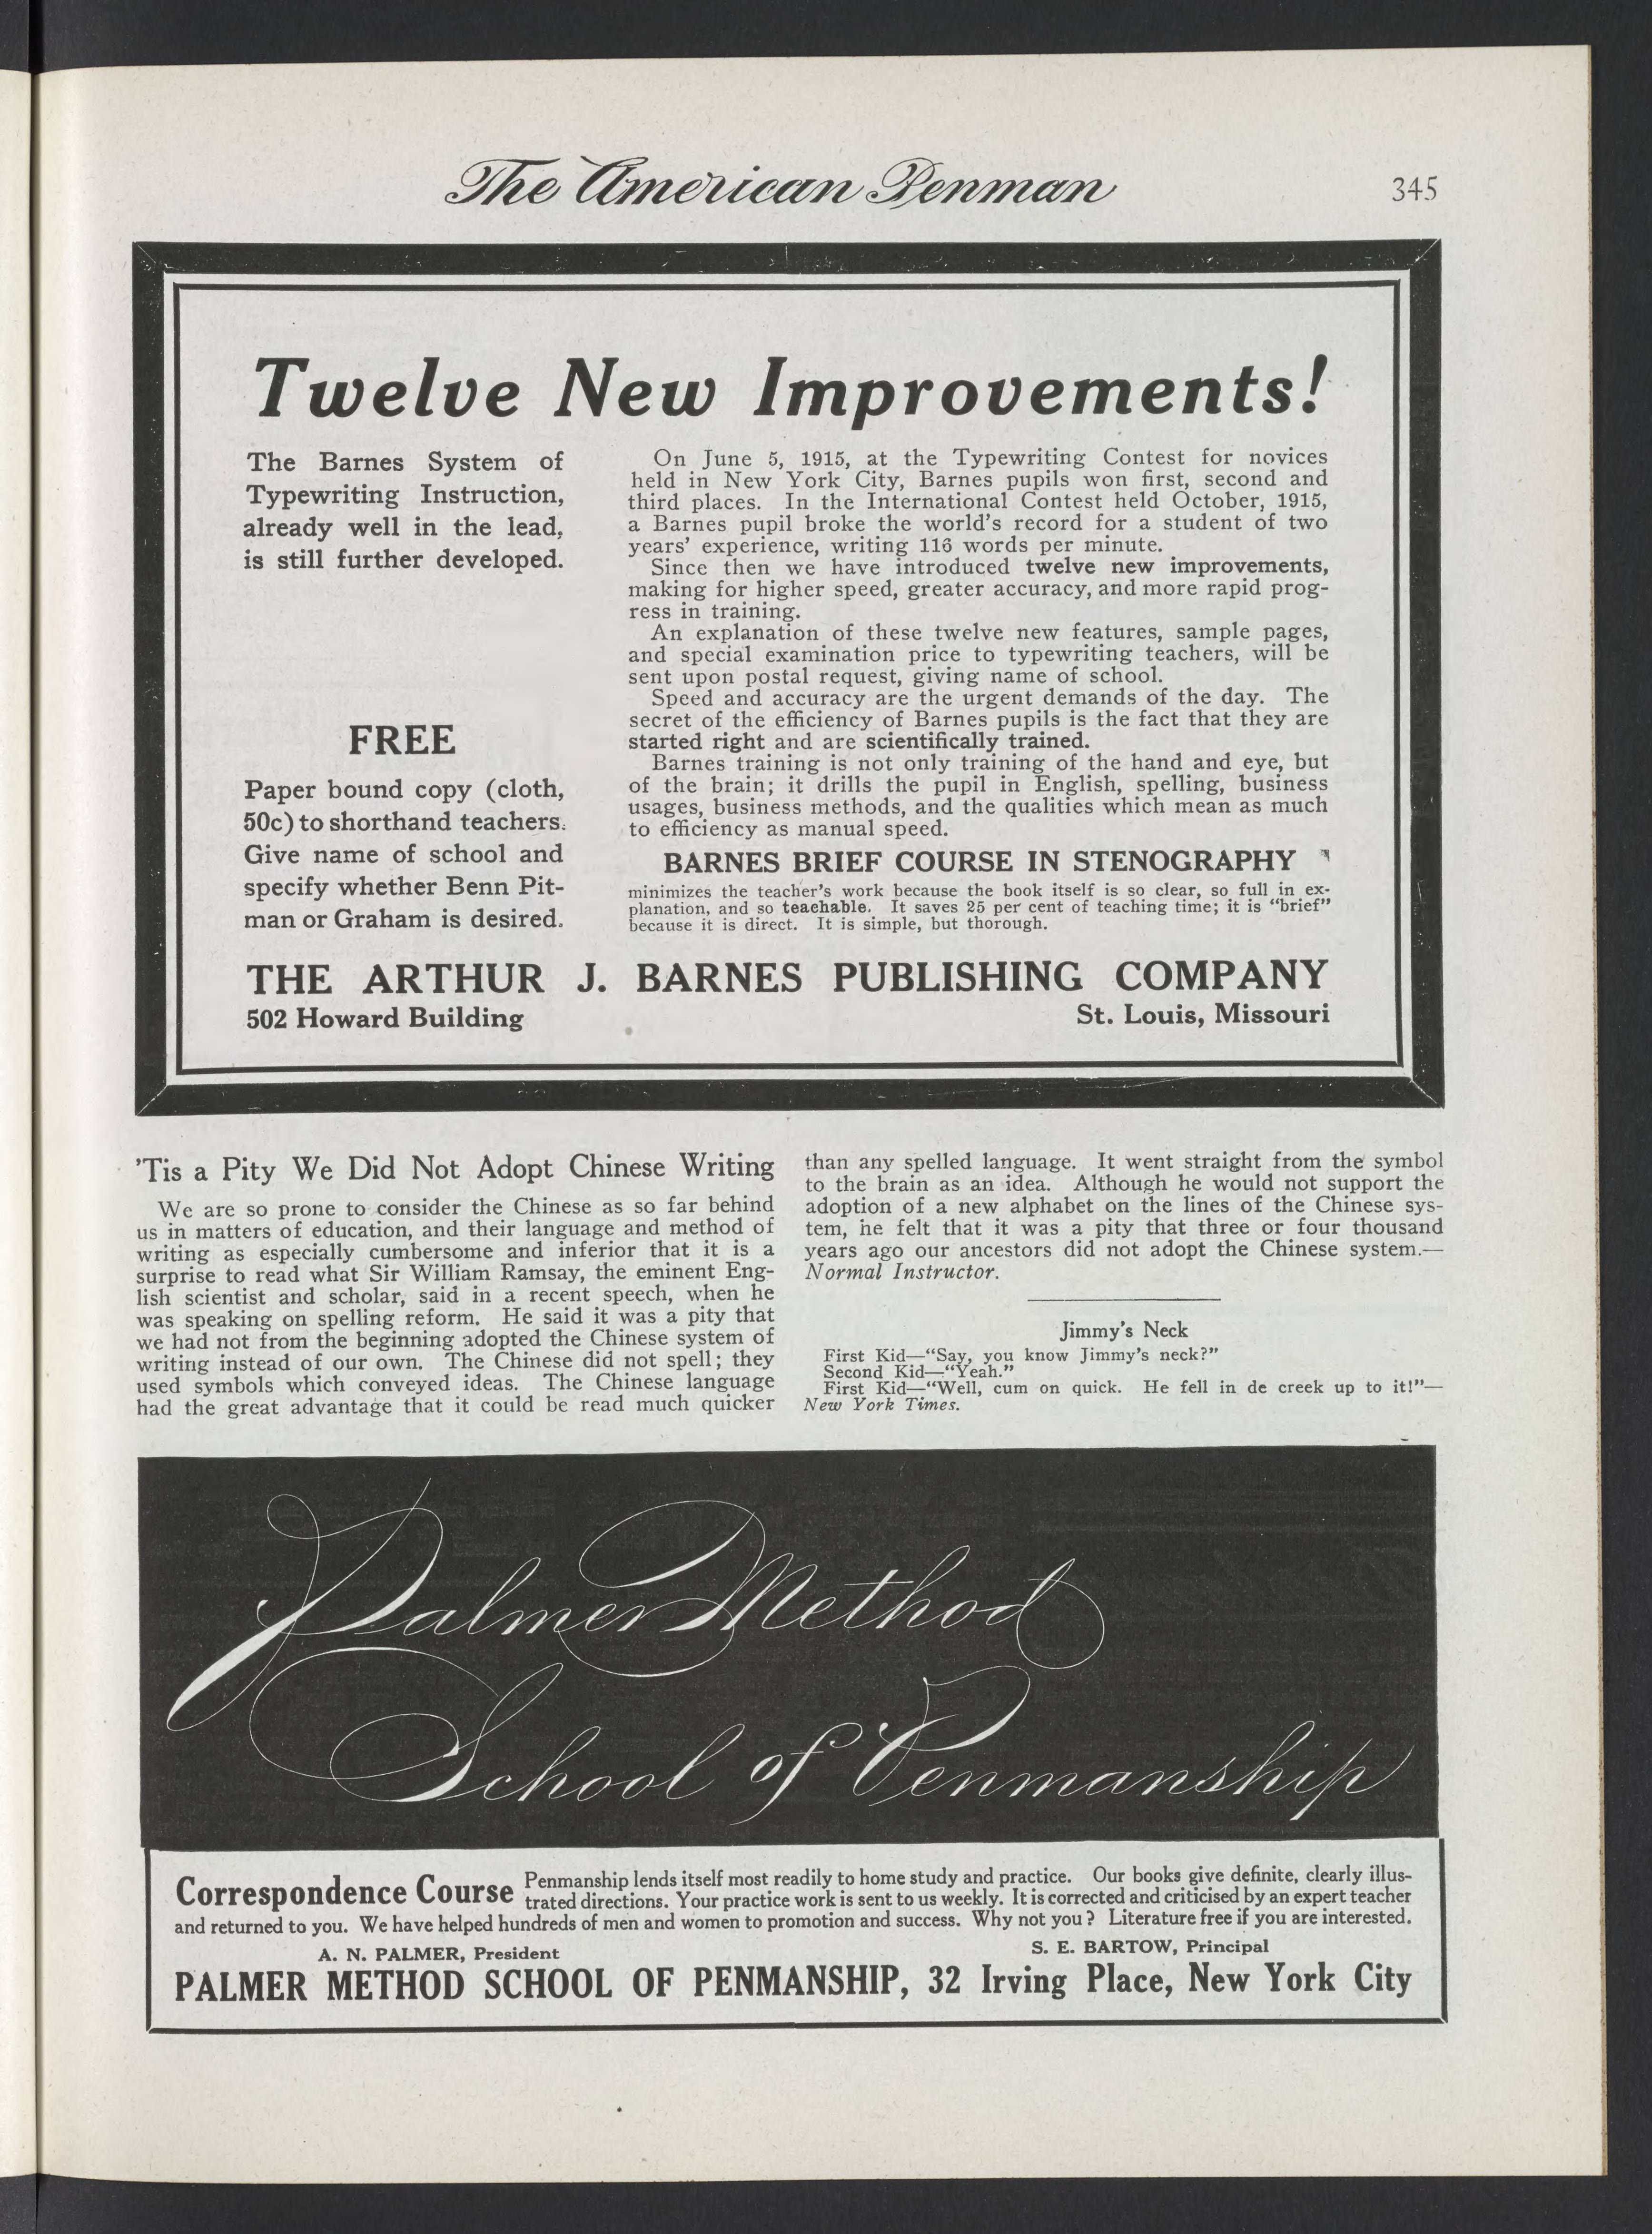 The American Penman
345
Twelve New Improvements!
The Barnes System of
Typewriting Instruction,
already well in the lead,
is still further developed.
FREE
Paper bound copy (cloth,
50c) to shorthand teachers.
Give name of school and
specify whether Benn Pit-
man or Graham is desired.
On June 5, 1915, at the Typewriting Contest for novices
held in New York City, Barnes pupils won first, second and
third places. In the International Contest held October, 1915,
a Barnes pupil broke the world's record for a student of two
years' experience, writing 116 words per minute.
Since then we have introduced twelve new improvements,
making for higher speed, greater accuracy, and more rapid prog-
ress in training.
An explanation of these twelve new features, sample pages,
and special examination price to typewriting teachers, will be
sent upon postal request, giving name of school.
Speed and accuracy are the urgent demands of the day. The
secret of the efficiency of Barnes pupils is the fact that they are
started right and are scientifically trained.
Barnes training is not only training of the hand and eye, but
of the brain; it drills the pupil in English, spelling, business
usages, business methods, and the qualities which mean as much
to efficiency as manual speed.
BARNES BRIEF COURSE IN STENOGRAPHY
minimizes the teacher's work because the book itself is so clear, so full in ex-
planation, and so teachable. It saves 25 per cent of teaching time; it is "brief"
because it is direct. It is simple, but thorough.
THE ARTHUR J. BARNES PUBLISHING COMPANY
502 Howard Building
St. Louis, Missouri
'Tis a Pity We Did Not Adopt Chinese Writing
We are so prone to consider the Chinese as so far behind
us in matters of education, and their language and method of
writing as especially cumbersome and inferior that it is a
surprise to read what Sir William Ramsay, the eminent Eng-
lish scientist and scholar, said in a recent speech, when he
was speaking on spelling reform. He said it was a pity that
we had not from the beginning adopted the Chinese system of
writing instead of our own. The Chinese did not spell; they
used symbols which conveyed ideas. The Chinese language
had the great advantage that it could be read much quicker
than any spelled language. It went straight from the symbol
to the brain as an idea. Although he would not support the
adoption of a new alphabet on the lines of the Chinese sys-
tem, he felt that it was a pity that three or four thousand
years ago our ancestors did not adopt the Chinese system.—
Normal Instructor.
Jimmy's Neck
First Kid—"Say, you know Jimmy's neck?"
Second Kid—"Yeah."
First Kid—"Well, cum on quick. He fell in de creek up to it!"—
New York Times.
Palmer Method
School of Penmanship
Correspondence Course Penmanship lends itself most readily to home study and practice. Our books give definite, clearly illus-
trated directions. Your practice work is sent to us weekly. It is corrected and criticised by an expert teacher
and returned to you. We have helped hundreds of men and women to promotion and success. Why not you? Literature free if you are interested.
A. N. PALMER, President
S. E. BARTOW, Principal
PALMER METHOD SCHOOL OF PENMANSHIP, 32 Irving Place, New York City